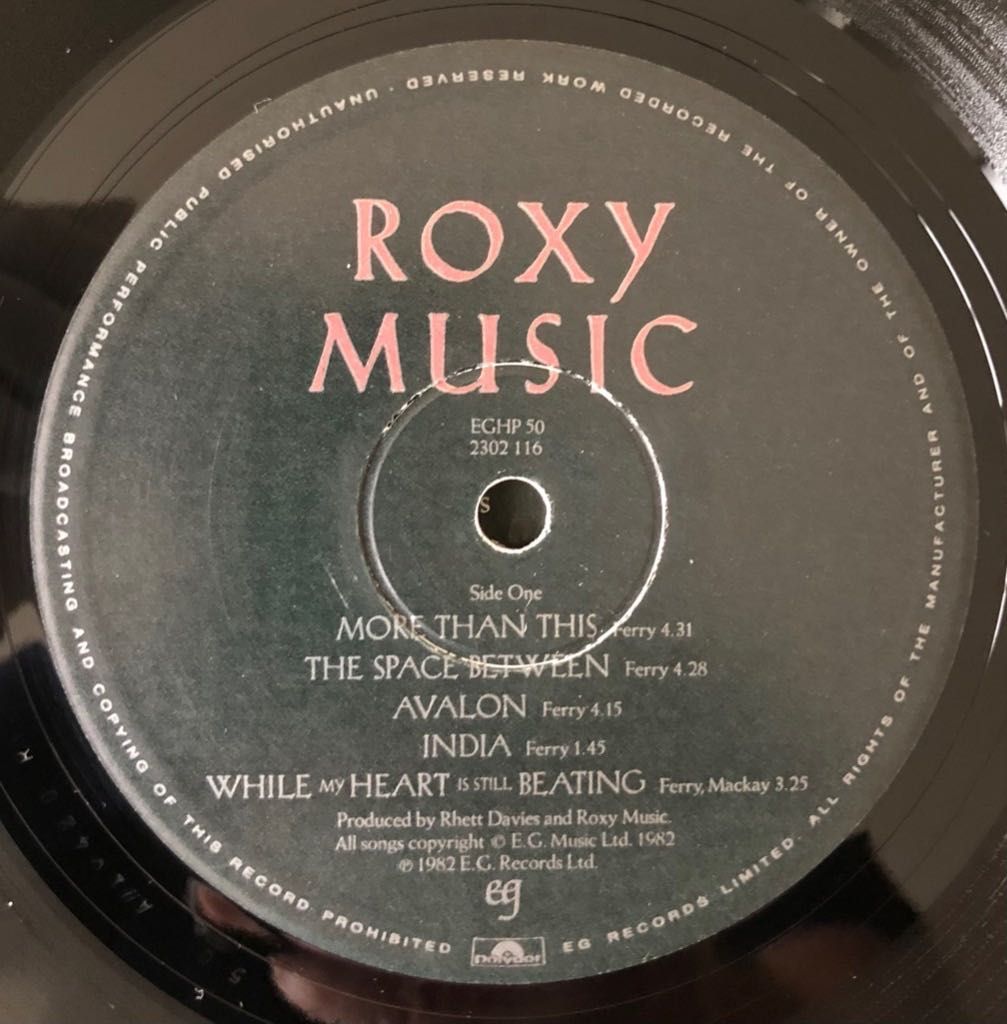 ROXY
MUSIC
EGHP 50
2302 116
S
Side One
MORE THAN THIS Ferry 4.31
THE SPACE BETWEEN Ferry 4.28
AVALON Ferry 4.15
INDIA Ferry 1.45
WHILE MY HEART IS STILL BEATING Ferry, Mackay 3.25
Produced by Rhett Davies and Roxy Music.
All songs copyright © E.G. Music Ltd. 1982
℗ 1982 E.G. Records Ltd.
eg
polydor
EG RECORDS LIMITED. ALL RIGHTS OF THE MANUFACTURER AND OF THE OWNER OF THE RECORDED WORK RESERVED · UNAUTHORISED PUBLIC PERFORMANCE BROADCASTING AND COPYING OF THIS RECORD PROHIBITED